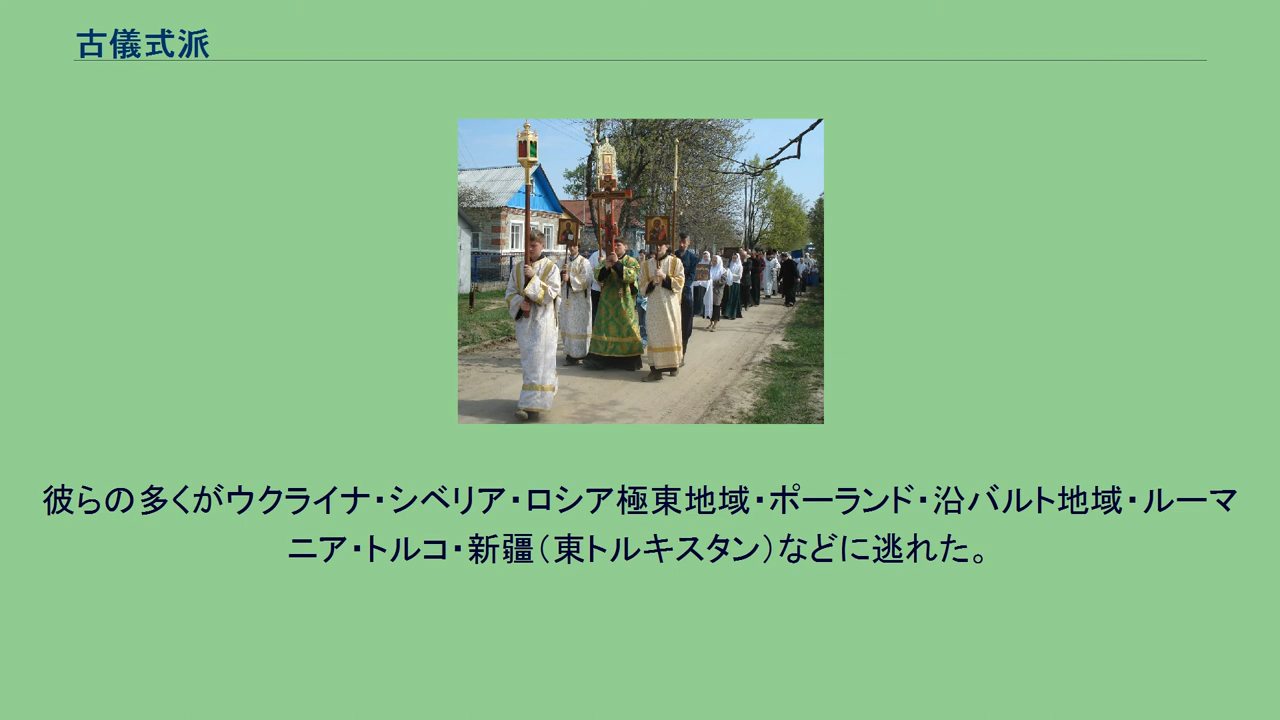 古儀式派
彼らの多くがウクライナ・シベリア・ロシア極東地域・ポーランド・沿バルト地域・ルーマ
ニア・トルコ・新疆（東トルキスタン）などに逃れた。